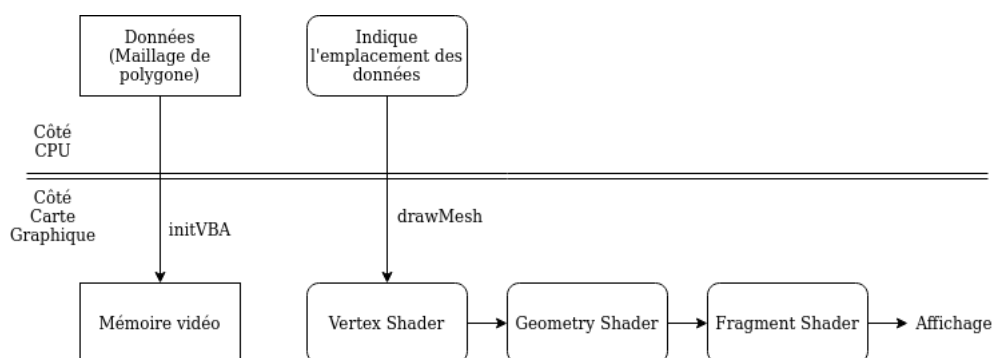 Données
(Maillage de
polygone)
Indique
l'emplacement des
données
Côté
CPU
Côté
Carte
Graphique
initVBA
drawMesh
Mémoire vidéo
Vertex Shader
Geometry Shader
Fragment Shader
Affichage